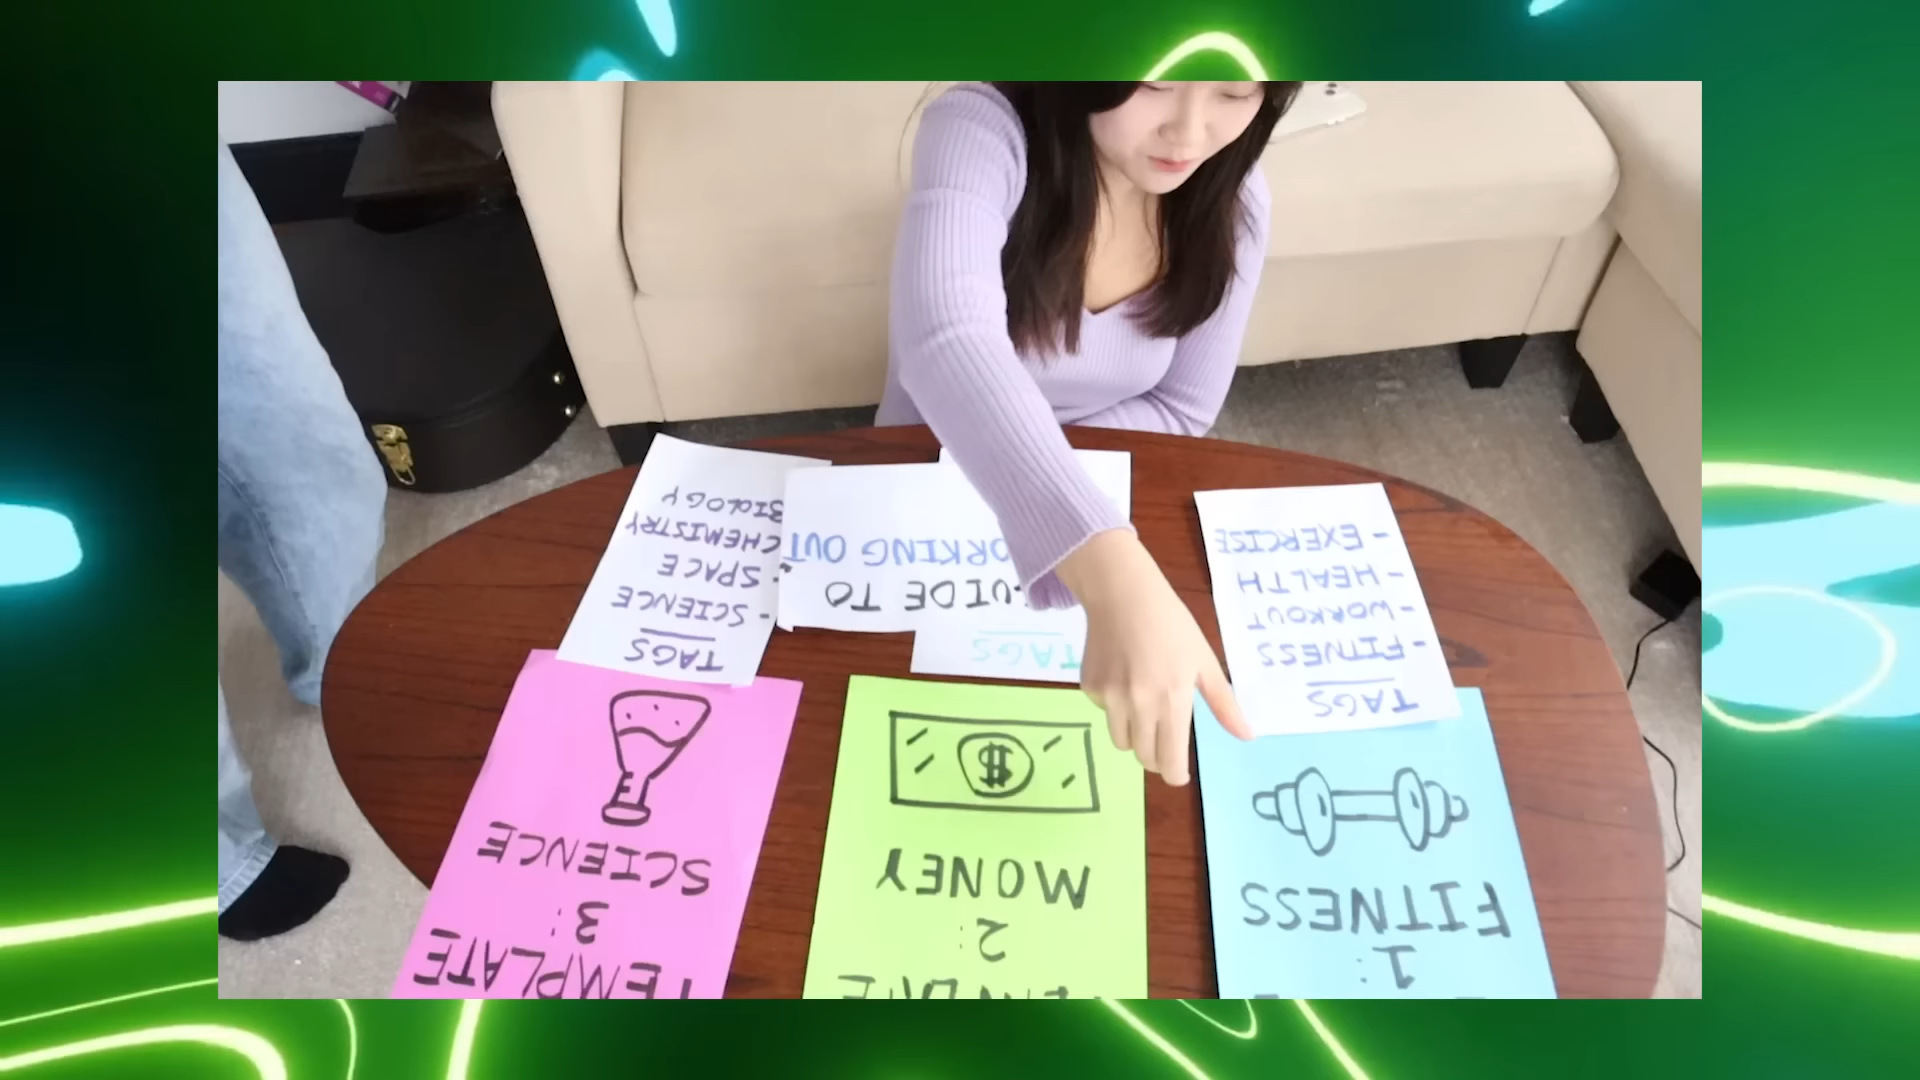 1:
FITNESS
TAGS
- FITNESS
- WORKOUT
- HEALTH
- EXERCISE
TEMPLATE
2:
MONEY
$
TAGS
GUIDE TO
WORKING OUT
TEMPLATE
3:
SCIENCE
TAGS
- SCIENCE
- SPACE
CHEMISTRY
BIOLOGY